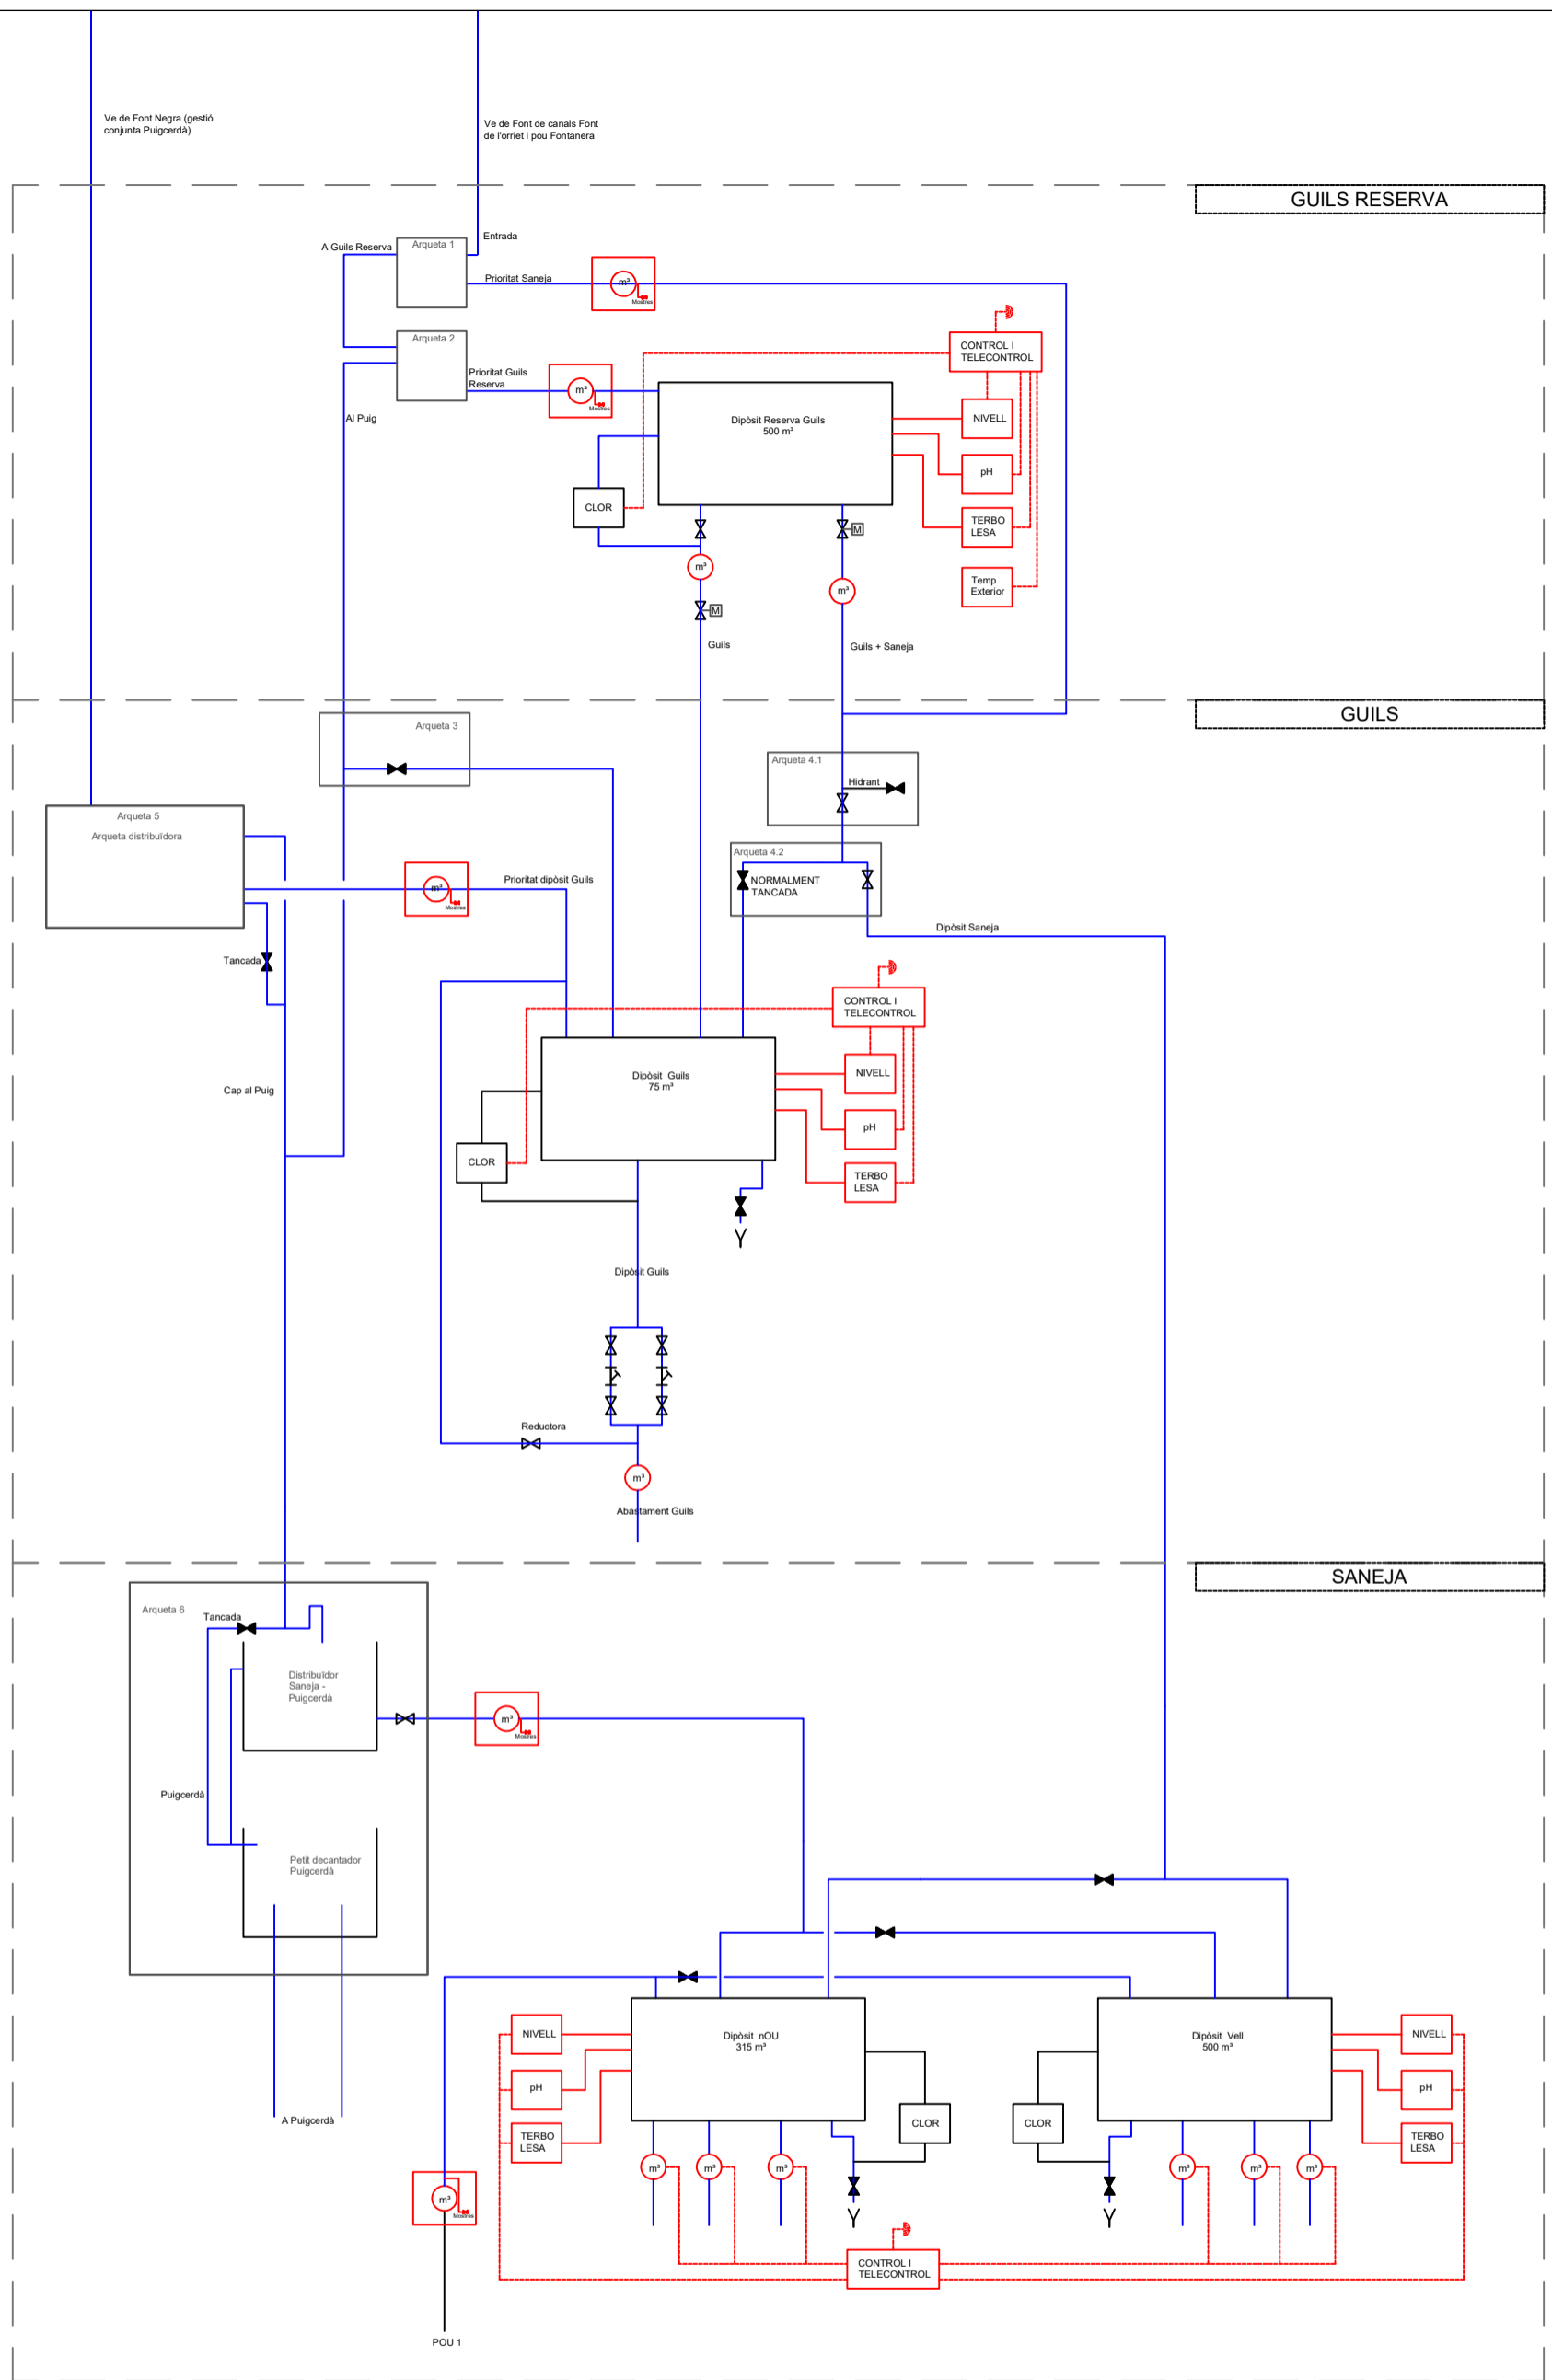 Ve de Font Negra (gestió
conjunta Puigcerdà)
Ve de Font de canals Font
de l'orriet i pou Fontanera
GUILS RESERVA
Entrada
A Guils Reserva
Arqueta 1
Prioritat Saneja
m³
Mostres
Arqueta 2
CONTROL I
TELECONTROL
Prioritat Guils
Reserva
m³
Mostres
Al Puig
Dipòsit Reserva Guils
500 m³
NIVELL
pH
CLOR
TERBO
LESA
M
m³
Temp
Exterior
m³
M
Guils
Guils + Saneja
GUILS
Arqueta 3
Arqueta 4.1
Hidrant
Arqueta 5
Arqueta distribuïdora
Arqueta 4.2
NORMALMENT
TANCADA
Prioritat dipòsit Guils
m³
Mostres
Dipòsit Saneja
Tancada
CONTROL I
TELECONTROL
Dipòsit Guils
75 m³
NIVELL
Cap al Puig
pH
CLOR
TERBO
LESA
Dipòsit Guils
Reductora
m³
Abastament Guils
SANEJA
Arqueta 6
Tancada
Distribuïdor
Saneja -
Puigcerdà
m³
Mostres
Puigcerdà
Petit decantador
Puigcerdà
A Puigcerdà
NIVELL
Dipòsit nOU
315 m³
Dipòsit Vell
500 m³
NIVELL
pH
pH
CLOR
CLOR
TERBO
LESA
TERBO
LESA
m³
m³
m³
m³
m³
m³
m³
Mostres
CONTROL I
TELECONTROL
POU 1